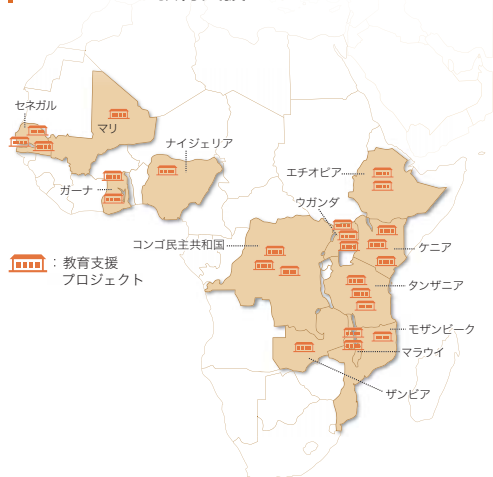 セネガル
マリ
ナイジェリア
ガーナ
エチオピア
ウガンダ
コンゴ民主共和国
ケニア
：教育支援
プロジェクト
タンザニア
モザンビーク
マラウイ
ザンビア